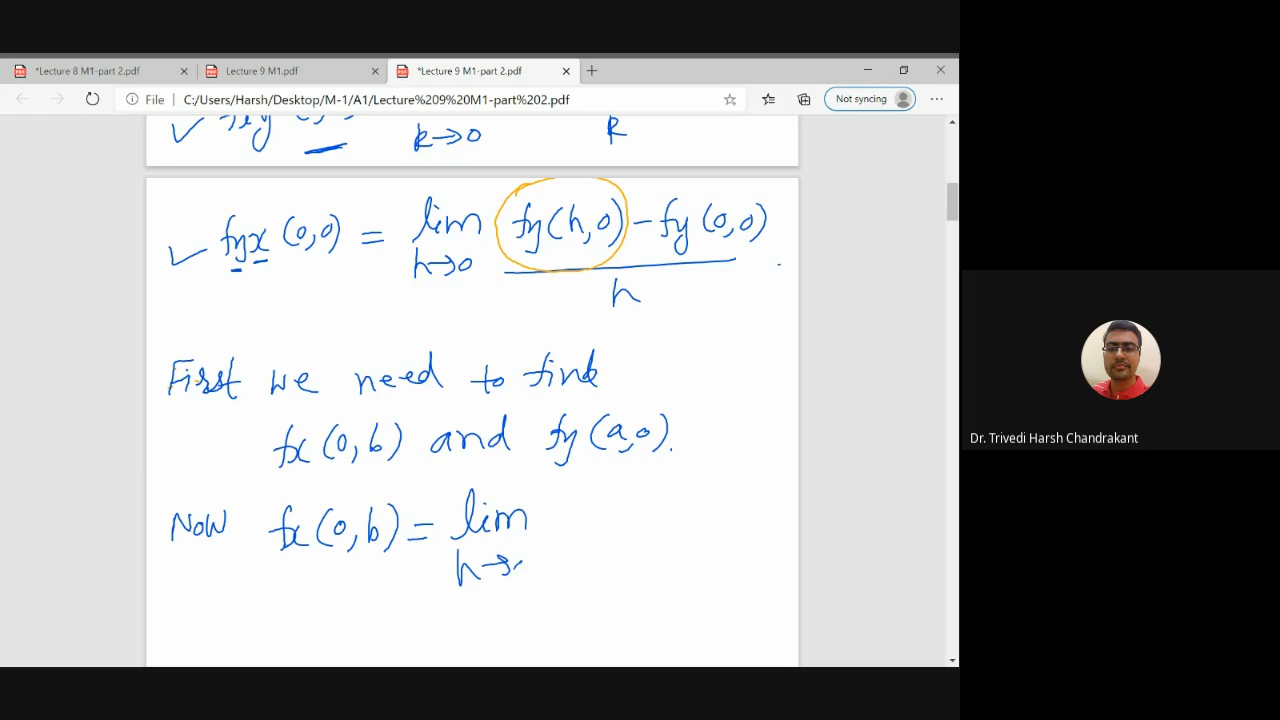 *Lecture 8 M1-part 2.pdf
Lecture 9 M1.pdf
*Lecture 9 M1-part 2.pdf
File
C:/Users/Harsh/Desktop/M-1/A1/Lecture%209%20M1-part%202.pdf
Not syncing
k→0 k
✓ fyx (0,0) = lim fy(h,0) - fy(0,0)
h→0 h
First we need to find
fx (0,b) and fy (a,0).
Now fx (0,b) = lim
h→
Dr. Trivedi Harsh Chandrakant